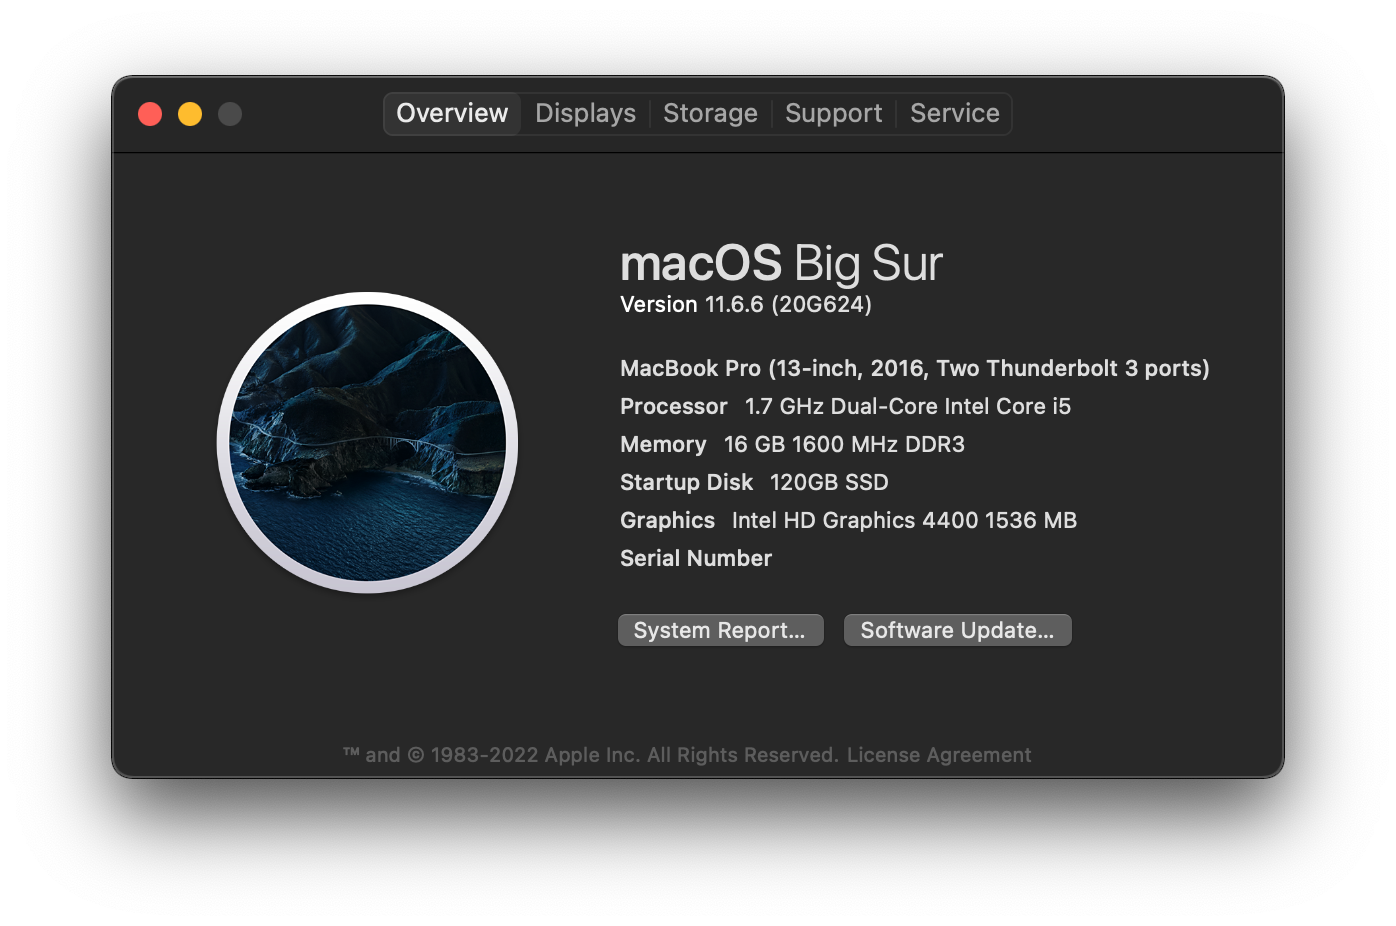 Overview Displays Storage Support Service
macOS Big Sur
Version 11.6.6 (20G624)
MacBook Pro (13-inch, 2016, Two Thunderbolt 3 ports)
Processor 1.7 GHz Dual-Core Intel Core i5
Memory 16 GB 1600 MHz DDR3
Startup Disk 120GB SSD
Graphics Intel HD Graphics 4400 1536 MB
Serial Number
System Report... Software Update...
™ and © 1983-2022 Apple Inc. All Rights Reserved. License Agreement